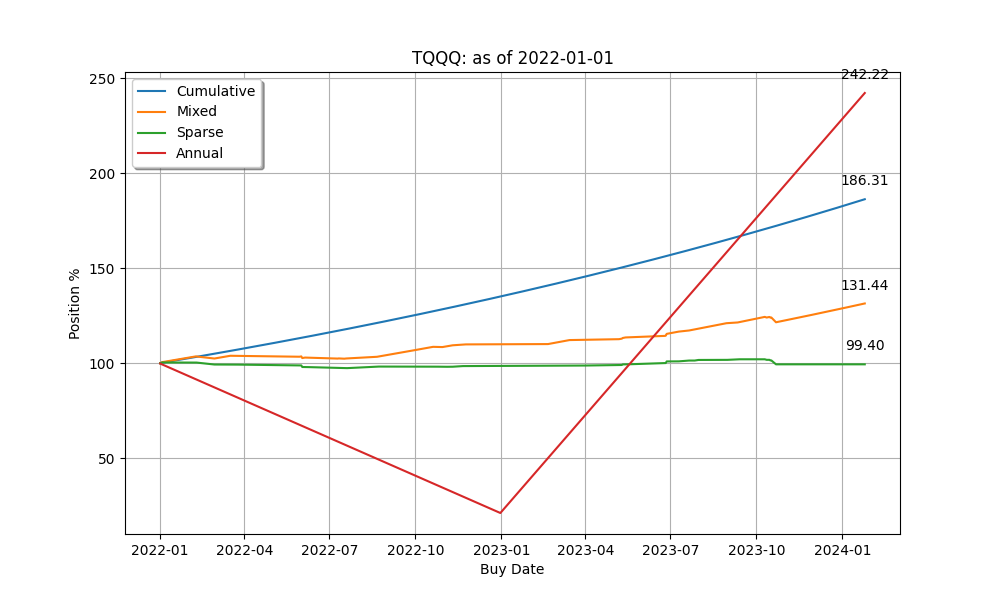 TQQQ: as of 2022-01-01
242.22
250
Cumulative
Mixed
Sparse
Annual
200
186.31
150
131.44
99.40
100
50
Position %
2022-01 2022-04 2022-07 2022-10 2023-01 2023-04 2023-07 2023-10 2024-01
Buy Date